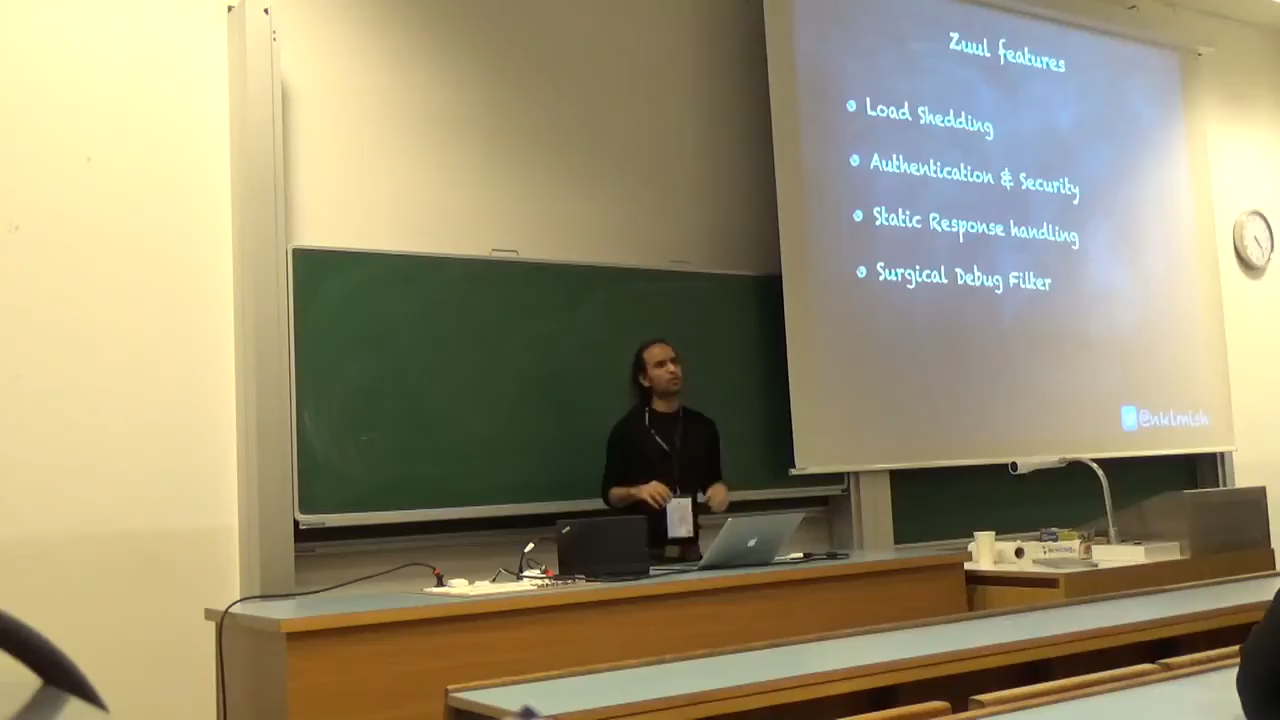 Zuul features
Load Shedding
Authentication & Security
Static Response handling
Surgical Debug Filter
@nklmish